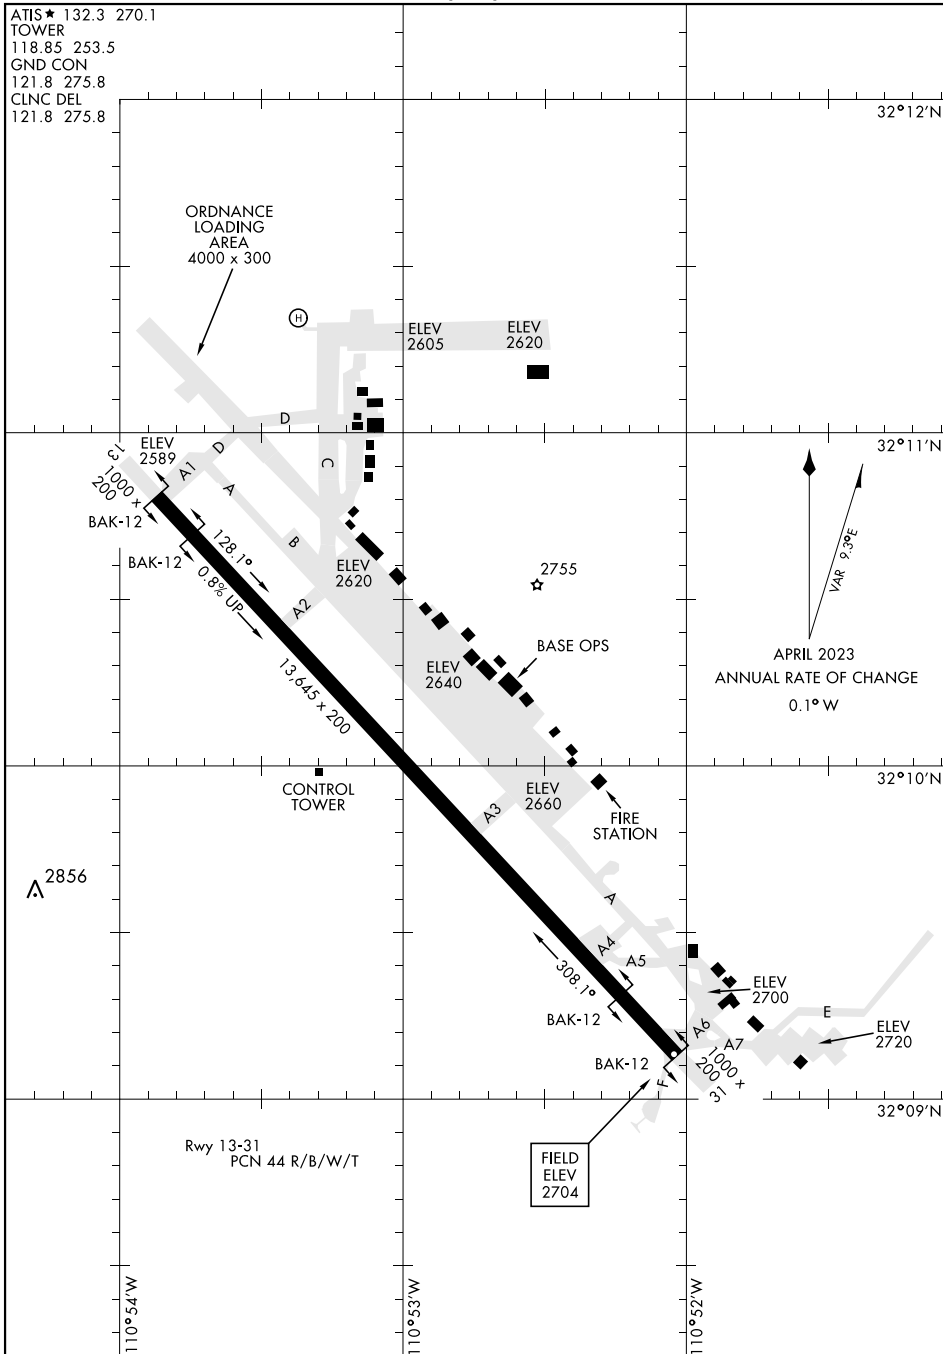 ATIS★ 132.3 270.1
TOWER
118.85 253.5
GND CON
121.8 275.8
CLNC DEL
121.8 275.8
32°12'N
ORDNANCE
LOADING
AREA
4000 x 300
H
ELEV
2605
ELEV
2620
D
32°11'N
13
ELEV
2589
D
A1
C
1000 x
200
A
BAK-12
B
BAK-12
128.1°
0.8% UP
ELEV
2620
2755
VAR 9.3°E
A2
BASE OPS
ELEV
2640
APRIL 2023
ANNUAL RATE OF CHANGE
0.1° W
13,645 x 200
32°10'N
CONTROL
TOWER
ELEV
2660
A3
FIRE
STATION
2856
A
A4
A5
308.1°
ELEV
2700
BAK-12
E
A6
ELEV
2720
A7
BAK-12
1000 x
200
31
F
32°09'N
Rwy 13-31
PCN 44 R/B/W/T
FIELD
ELEV
2704
110°54'W
110°53'W
110°52'W